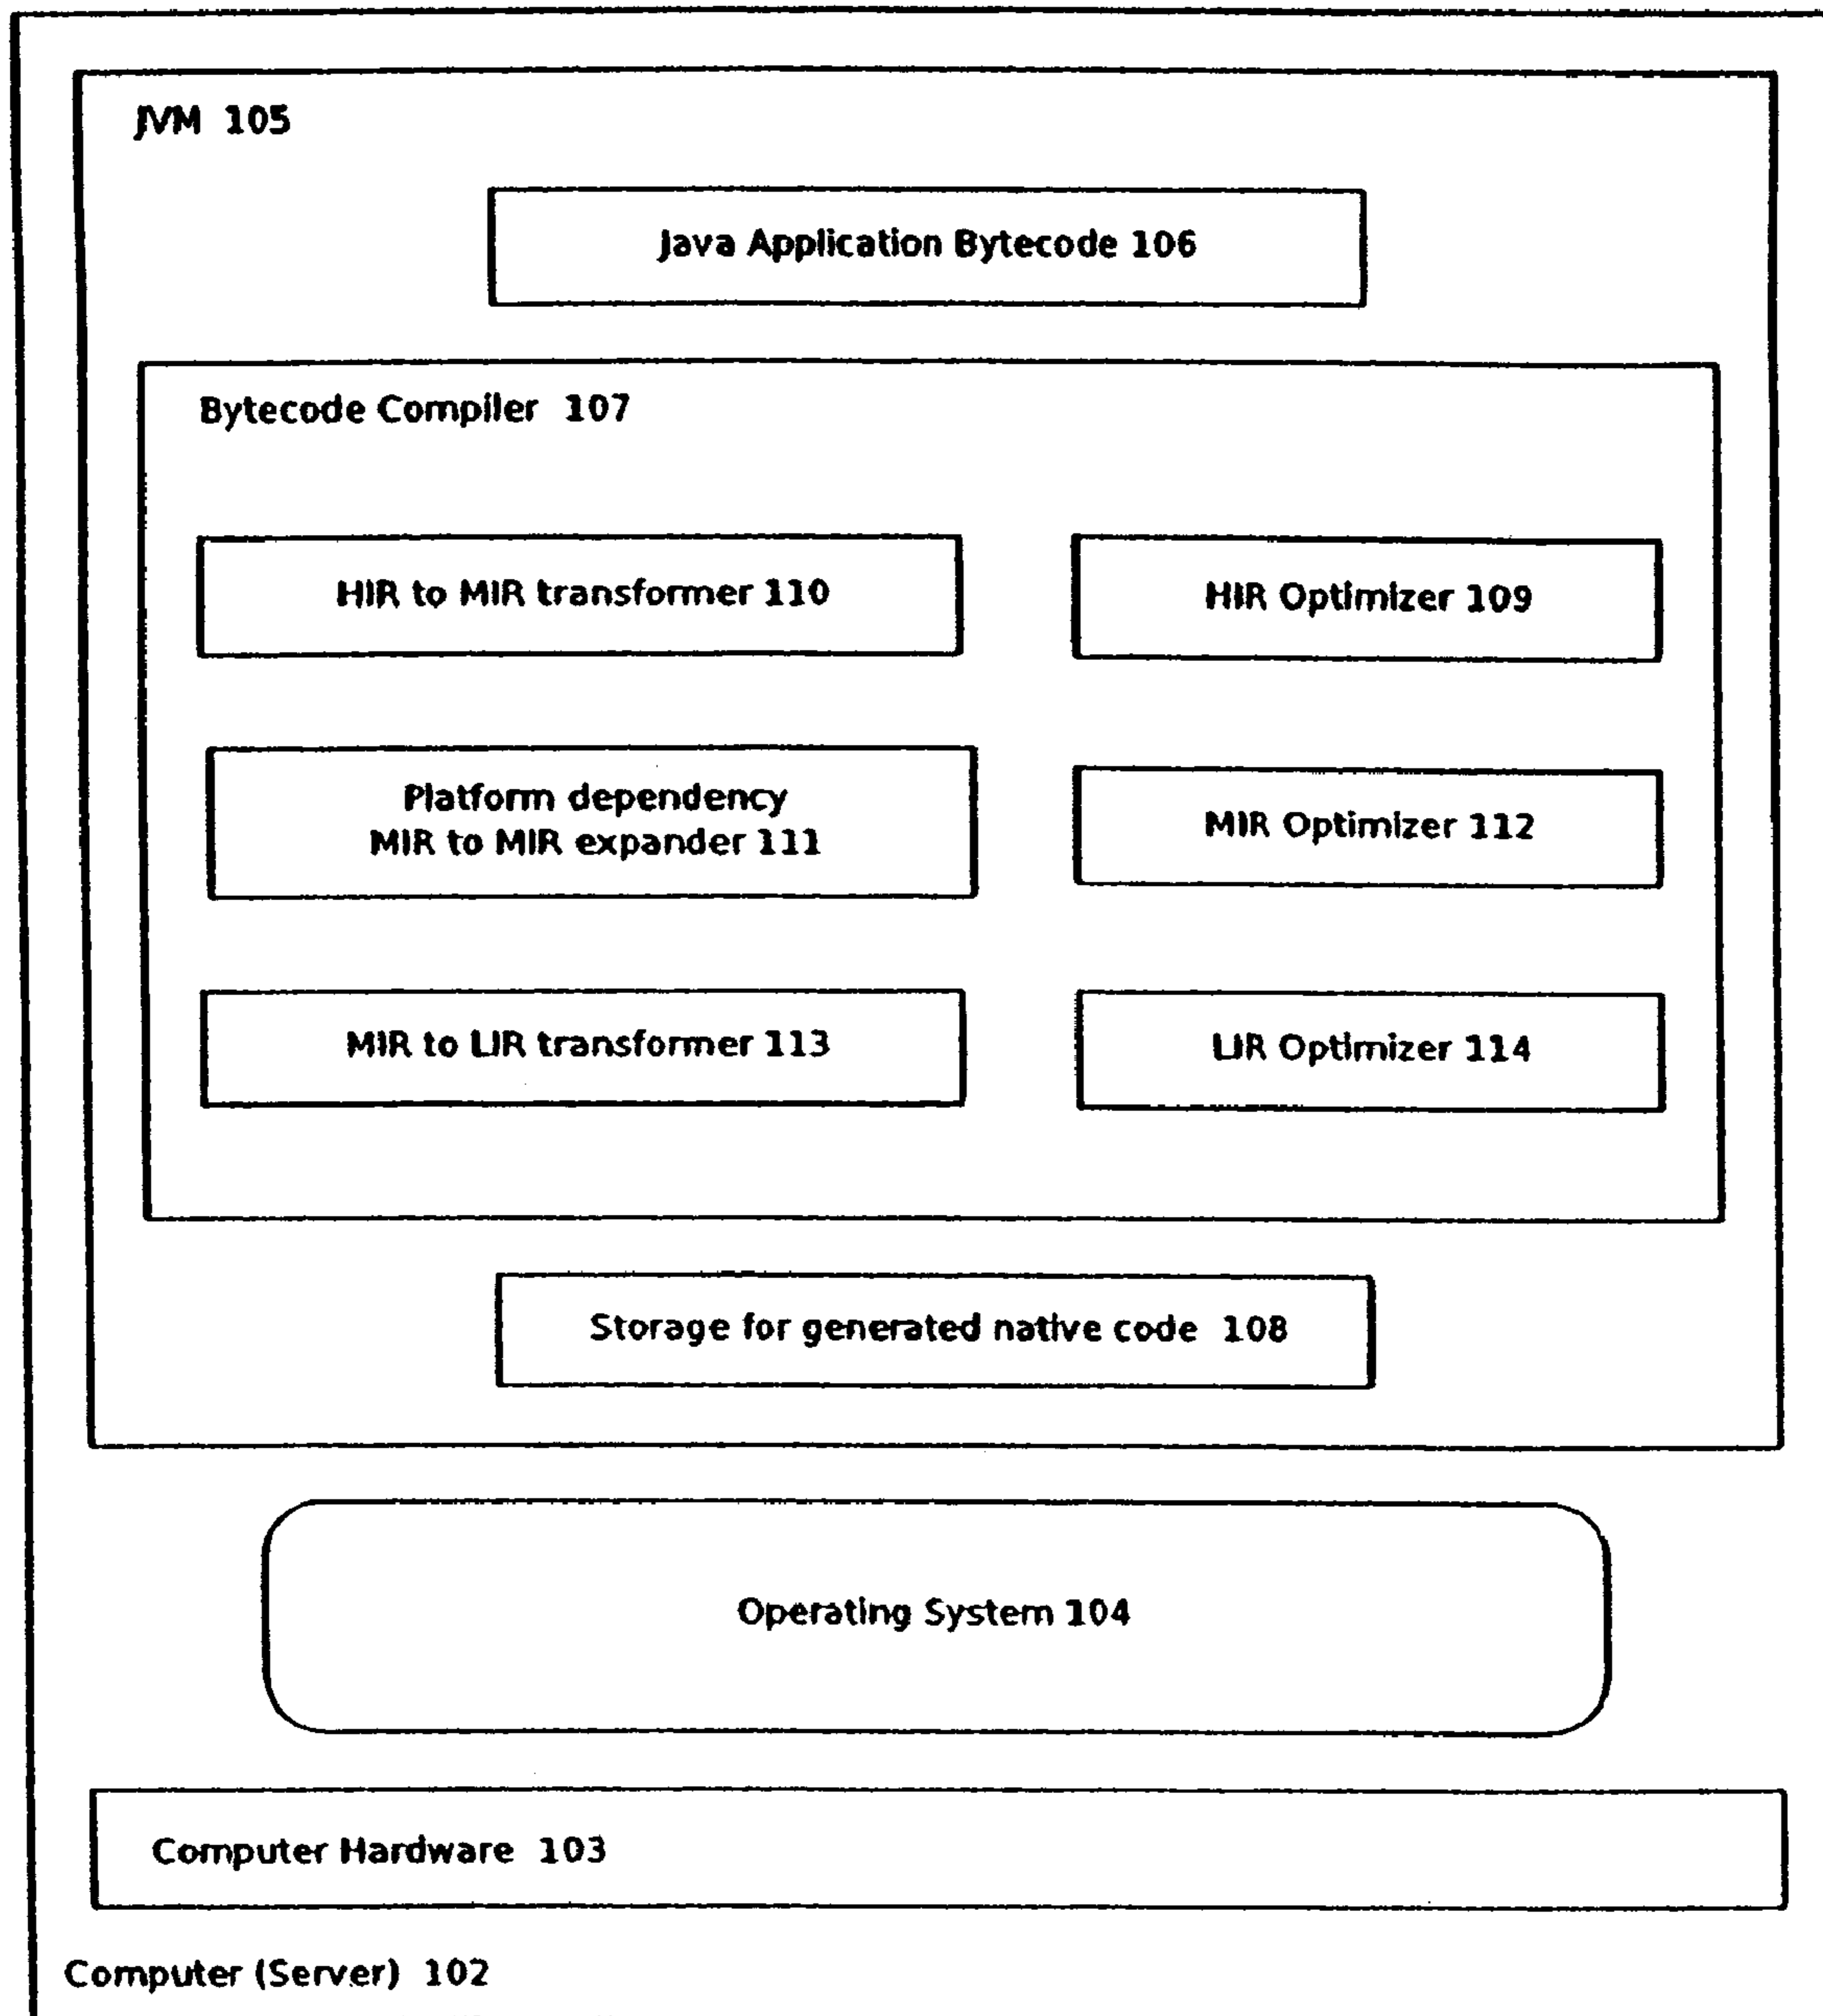 JVM 105
Java Application Bytecode 106
Bytecode Compiler 107
HIR to MIR transformer 110
HIR Optimizer 109
Platform dependency
MIR to MIR expander 111
MIR Optimizer 112
MIR to LIR transformer 113
LIR Optimizer 114
Storage for generated native code 108
Operating System 104
Computer Hardware 103
Computer (Server) 102